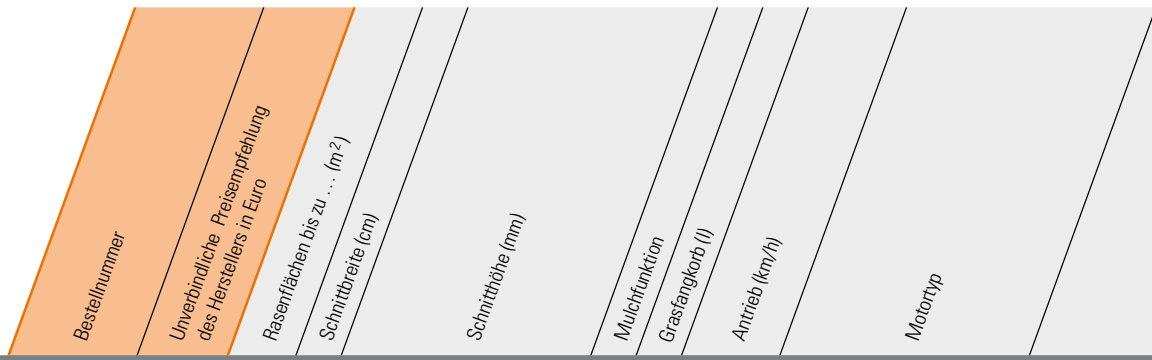 Bestellnummer
Unverbindliche Preisempfehlung
des Herstellers in Euro
Rasenflächen bis zu … (m²)
Schnittbreite (cm)
Schnitthöhe (mm)
Mulchfunktion
Grasfangkorb (l)
Antrieb (km/h)
Motortyp